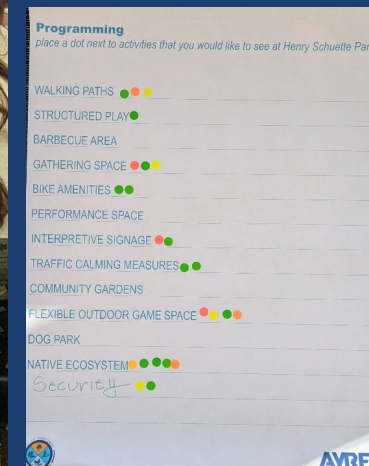 Programming
place a dot next to activities that you would like to see at Henry Schuette Par
WALKING PATHS
STRUCTURED PLAY
BARBECUE AREA
GATHERING SPACE
BIKE AMENITIES
PERFORMANCE SPACE
INTERPRETIVE SIGNAGE
TRAFFIC CALMING MEASURES
COMMUNITY GARDENS
FLEXIBLE OUTDOOR GAME SPACE
DOG PARK
NATIVE ECOSYSTEM
Security
AYRE